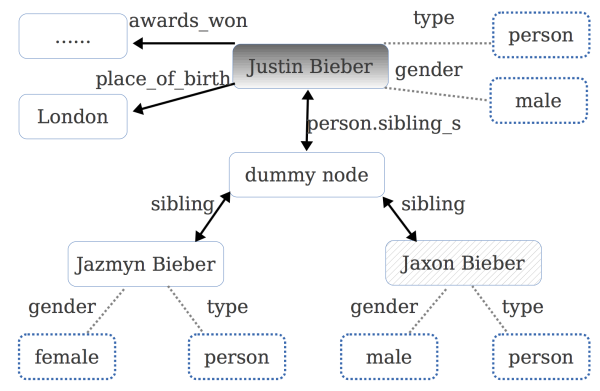 awards_won
type
......
person
Justin Bieber
place_of_birth
gender
London
male
person.sibling_s
dummy node
sibling
sibling
Jazmyn Bieber
Jaxon Bieber
gender
type
gender
type
female
person
male
person